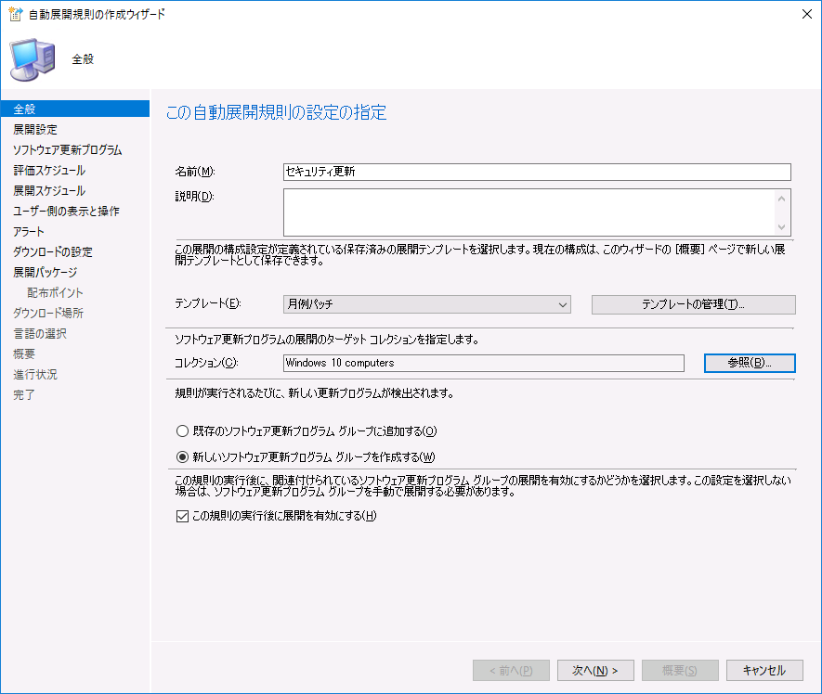 自動展開規則の作成ウィザード
全般
全般
展開設定
ソフトウェア更新プログラム
評価スケジュール
展開スケジュール
ユーザー側の表示と操作
アラート
ダウンロードの設定
展開パッケージ
配布ポイント
ダウンロード場所
言語の選択
概要
進行状況
完了
この自動展開規則の設定の指定
名前(M):
セキュリティ更新
説明(D):
この展開の構成設定が定義されている保存済みの展開テンプレートを選択します。現在の構成は、このウィザードの [概要] ページで新しい展
開テンプレートとして保存できます。
テンプレート(E):
月例パッチ
テンプレートの管理(T)...
ソフトウェア更新プログラムの展開のターゲット コレクションを指定します。
コレクション(C):
Windows 10 computers
参照(B)...
規則が実行されるたびに、新しい更新プログラムが検出されます。
既存のソフトウェア更新プログラム グループに追加する(O)
新しいソフトウェア更新プログラム グループを作成する(W)
この規則の実行後に、関連付けられているソフトウェア更新プログラム グループの展開を有効にするかどうかを選択します。この設定を選択しない
場合は、ソフトウェア更新プログラム グループを手動で展開する必要があります。
この規則の実行後に展開を有効にする(H)
< 前へ(P)
次へ(N) >
概要(S)
キャンセル